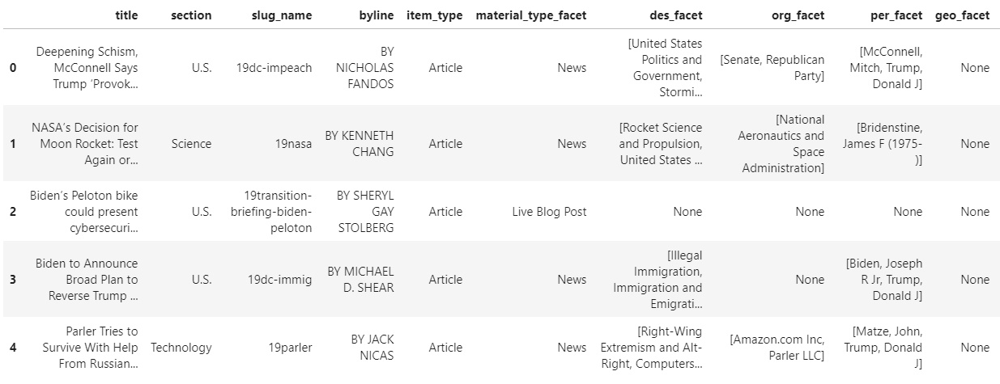 title section slug_name byline item_type material_type_facet des_facet org_facet per_facet geo_facet
0 Deepening Schism, McConnell Says Trump ‘Provok... U.S. 19dc-impeach BY NICHOLAS FANDOS Article News [United States Politics and Government, Stormi... [Senate, Republican Party] [McConnell, Mitch, Trump, Donald J] None
1 NASA’s Decision for Moon Rocket: Test Again or... Science 19nasa BY KENNETH CHANG Article News [Rocket Science and Propulsion, United States ... [National Aeronautics and Space Administration] [Bridenstine, James F (1975- )] None
2 Biden’s Peloton bike could present cybersecuri... U.S. 19transition-briefing-biden-peloton BY SHERYL GAY STOLBERG Article Live Blog Post None None None None
3 Biden to Announce Broad Plan to Reverse Trump ... U.S. 19dc-immig BY MICHAEL D. SHEAR Article News [Illegal Immigration, Immigration and Emigrati... None [Biden, Joseph R Jr, Trump, Donald J] None
4 Parler Tries to Survive With Help From Russian... Technology 19parler BY JACK NICAS Article News [Right-Wing Extremism and Alt-Right, Computers... [Amazon.com Inc, Parler LLC] [Matze, John, Trump, Donald J] None